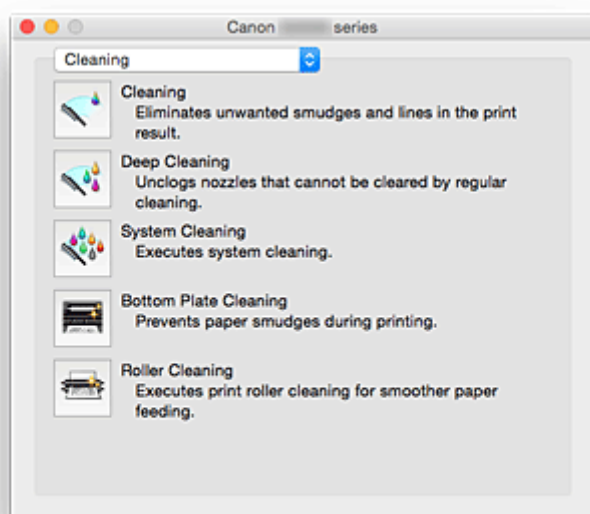 Canon series
Cleaning
Cleaning
Eliminates unwanted smudges and lines in the print
result.
Deep Cleaning
Unclogs nozzles that cannot be cleared by regular
cleaning.
System Cleaning
Executes system cleaning.
Bottom Plate Cleaning
Prevents paper smudges during printing.
Roller Cleaning
Executes print roller cleaning for smoother paper
feeding.